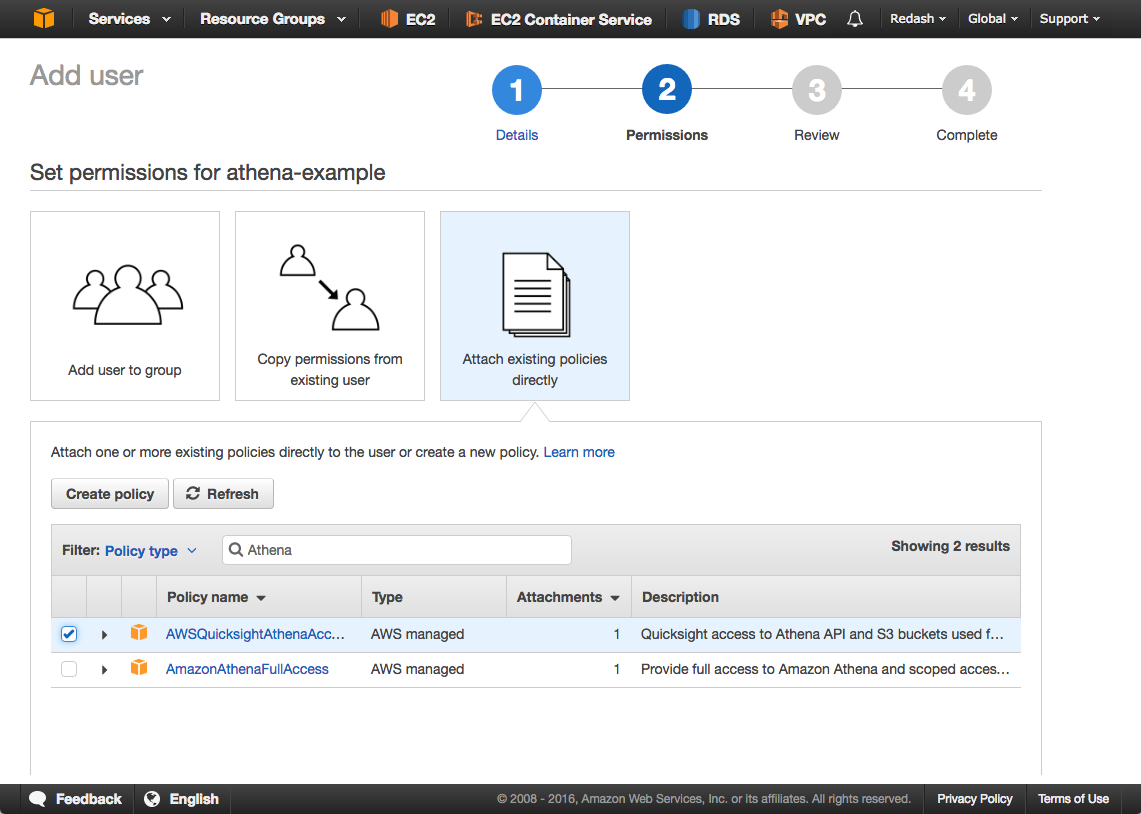 Services Resource Groups EC2 EC2 Container Service RDS VPC Redash Global Support
Add user
1 2 3 4
Details Permissions Review Complete
Set permissions for athena-example
Add user to group
Copy permissions from
existing user
Attach existing policies
directly
Attach one or more existing policies directly to the user or create a new policy. Learn more
Create policy Refresh
Filter: Policy type Athena Showing 2 results
Policy name Type Attachments Description
AWSQuicksightAthenaAcc... AWS managed 1 Quicksight access to Athena API and S3 buckets used f...
AmazonAthenaFullAccess AWS managed 1 Provide full access to Amazon Athena and scoped acces...
Feedback English © 2008 - 2016, Amazon Web Services, Inc. or its affiliates. All rights reserved. Privacy Policy Terms of Use